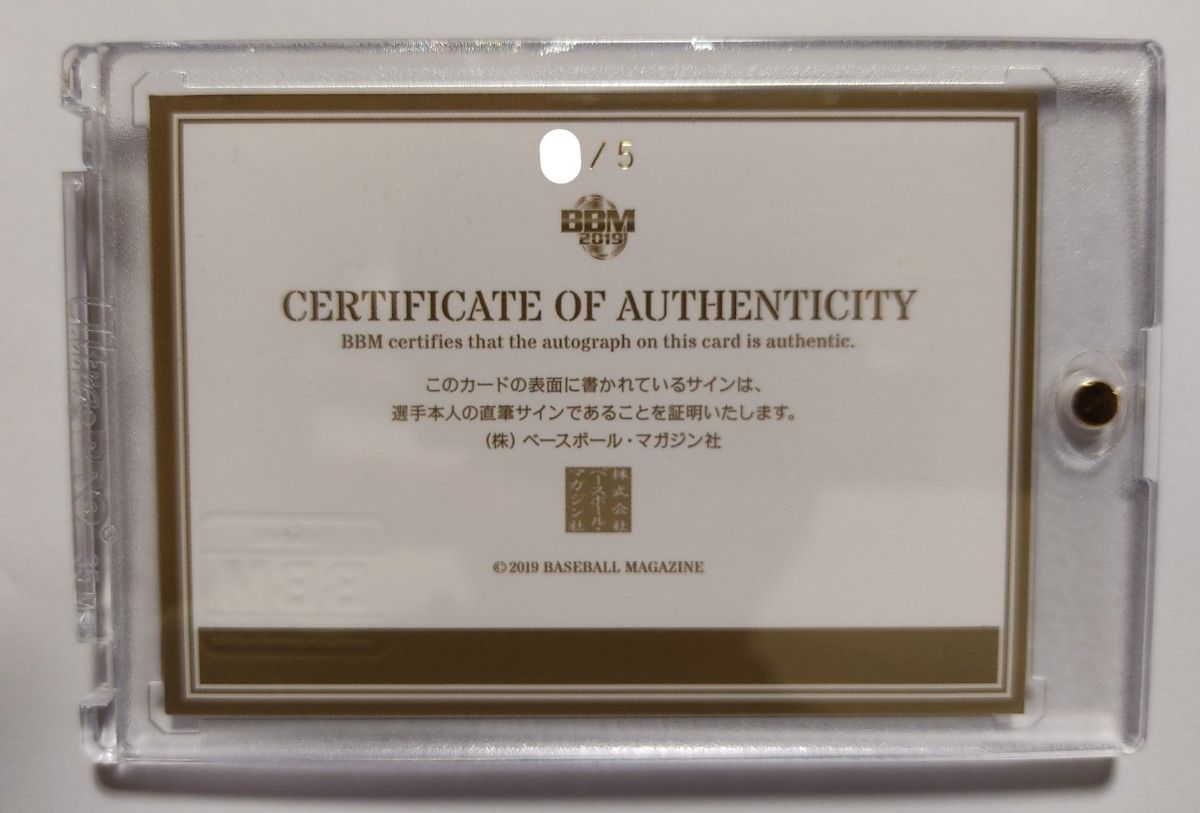 / 5
BBM
2019
CERTIFICATE OF AUTHENTICITY
BBM certifies that the autograph on this card is authentic.
このカードの表面に書かれているサインは、
選手本人の直筆サインであることを証明いたします。
(株) ベースボール・マガジン社
株式会社
ベースボール・
マガジン社
©2019 BASEBALL MAGAZINE
BBM